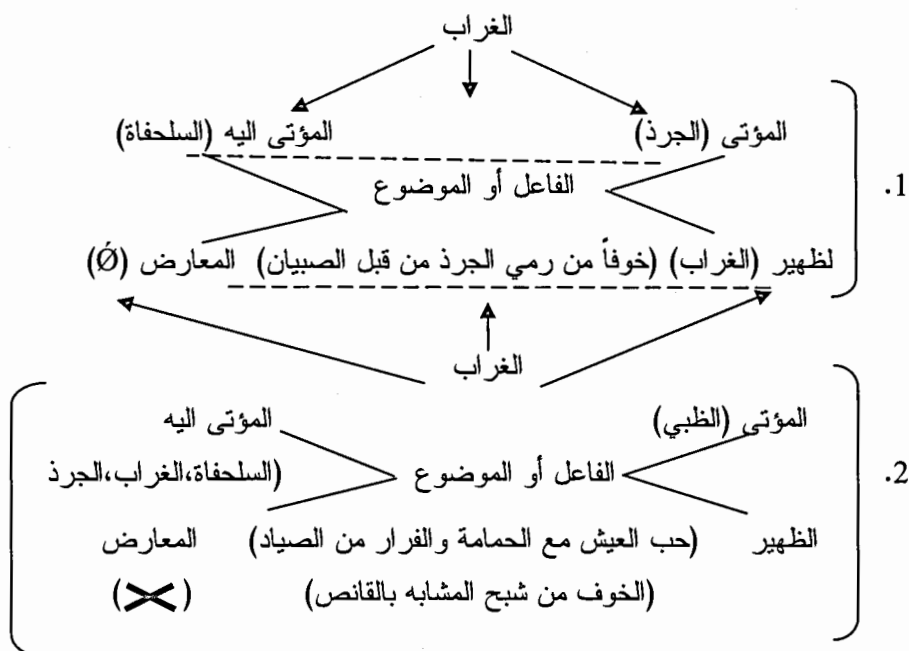 الغراب
المؤتى (الجرذ) المؤتى اليه (السلحفاة)
1.
الفاعل أو الموضوع
لظهير (الغراب) (خوفاً من رمي الجرذ من قبل الصبيان) المعارض (Ǿ)
الغراب
المؤتى (الظبي) المؤتى اليه
2.
الفاعل أو الموضوع (السلحفاة،الغراب،الجرذ
الظهير (حب العيش مع الحمامة والفرار من الصياد) المعارض
(الخوف من شبح المشابه بالقانص) (X)